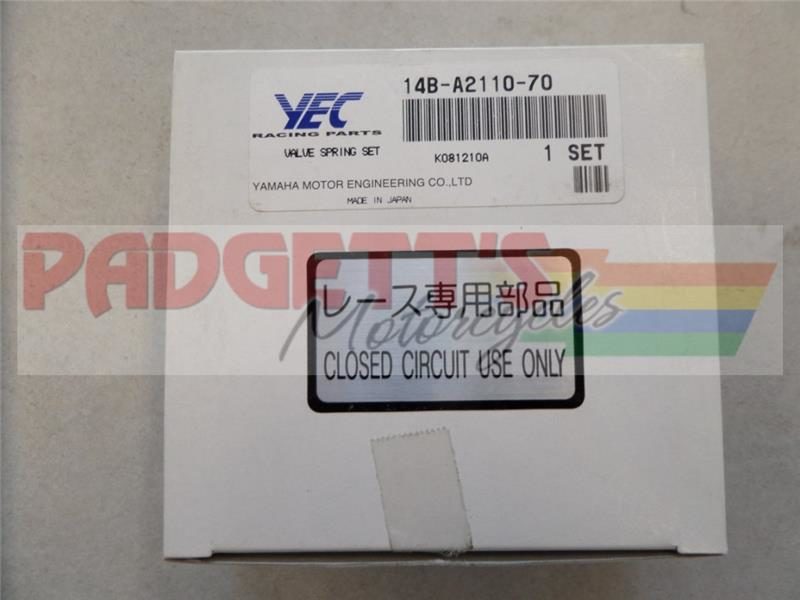 14B-A2110-70
YEC
RACING PARTS
VALVE SPRING SET
K081210A
1 SET
YAMAHA MOTOR ENGINEERING CO.,LTD
MADE IN JAPAN
PADGETT'S
Motorcycles
レース専用部品
CLOSED CIRCUIT USE ONLY